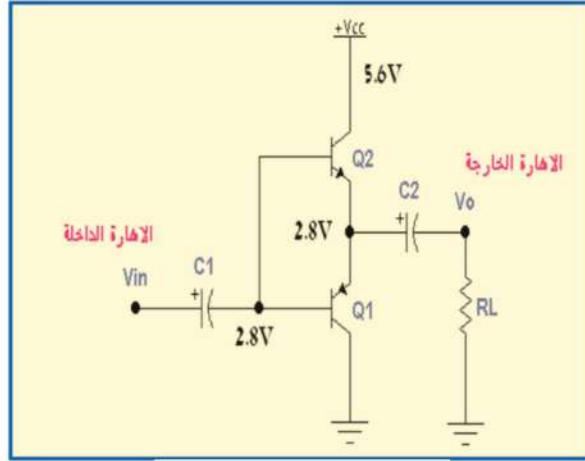 +Vcc
5.6V
Q2
الاشارة الخارجة
C2
Vo
+
2.8V
الاشارة الداخلة
Vin
C1
+
Q1
RL
2.8V